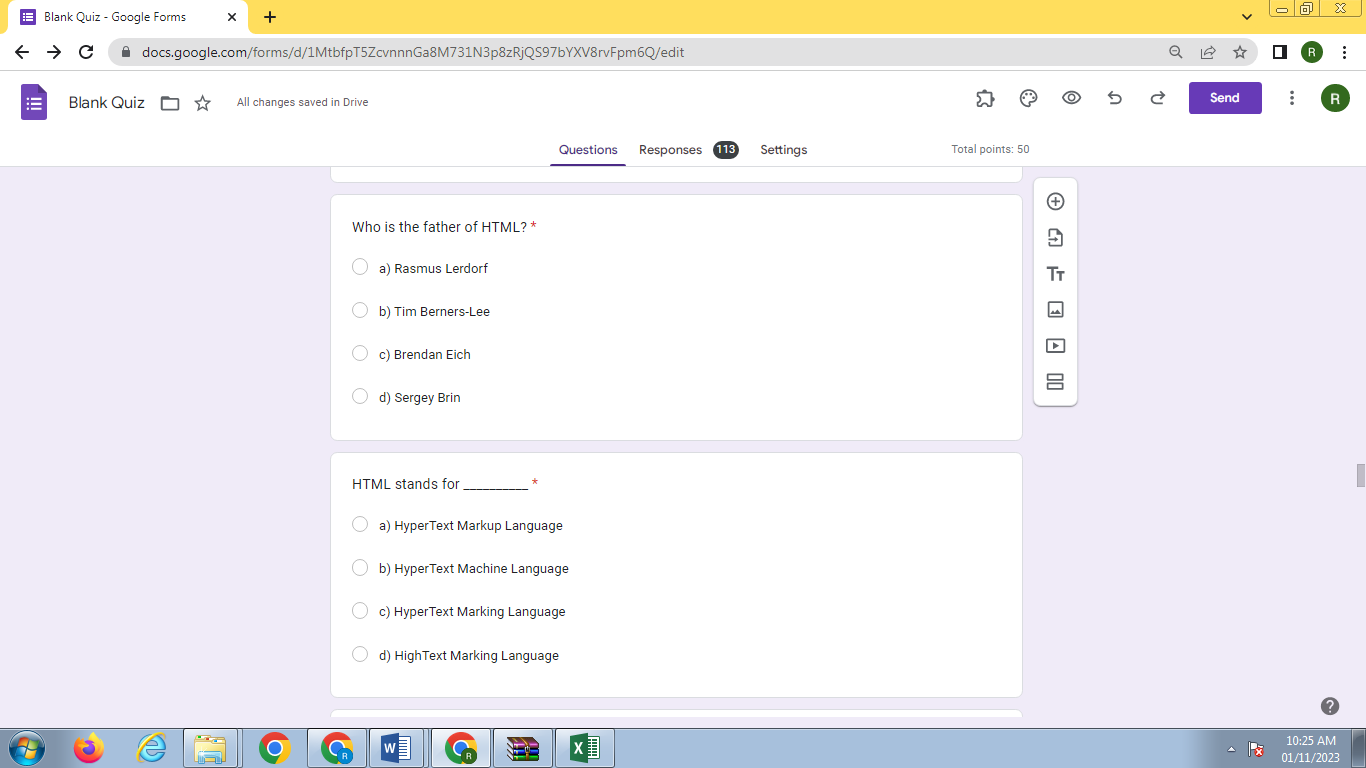 Blank Quiz - Google Forms
docs.google.com/forms/d/1MtbfpT5ZcvnnnGa8M731N3p8zRjQS97bYXV8rvFpm6Q/edit
R
Blank Quiz
All changes saved in Drive
Send
R
Questions
Responses 113
Settings
Total points: 50
Who is the father of HTML? *
a) Rasmus Lerdorf
b) Tim Berners-Lee
c) Brendan Eich
d) Sergey Brin
Tт
HTML stands for __________ *
a) HyperText Markup Language
b) HyperText Machine Language
c) HyperText Marking Language
d) HighText Marking Language
R
W
R
X
10:25 AM
01/11/2023